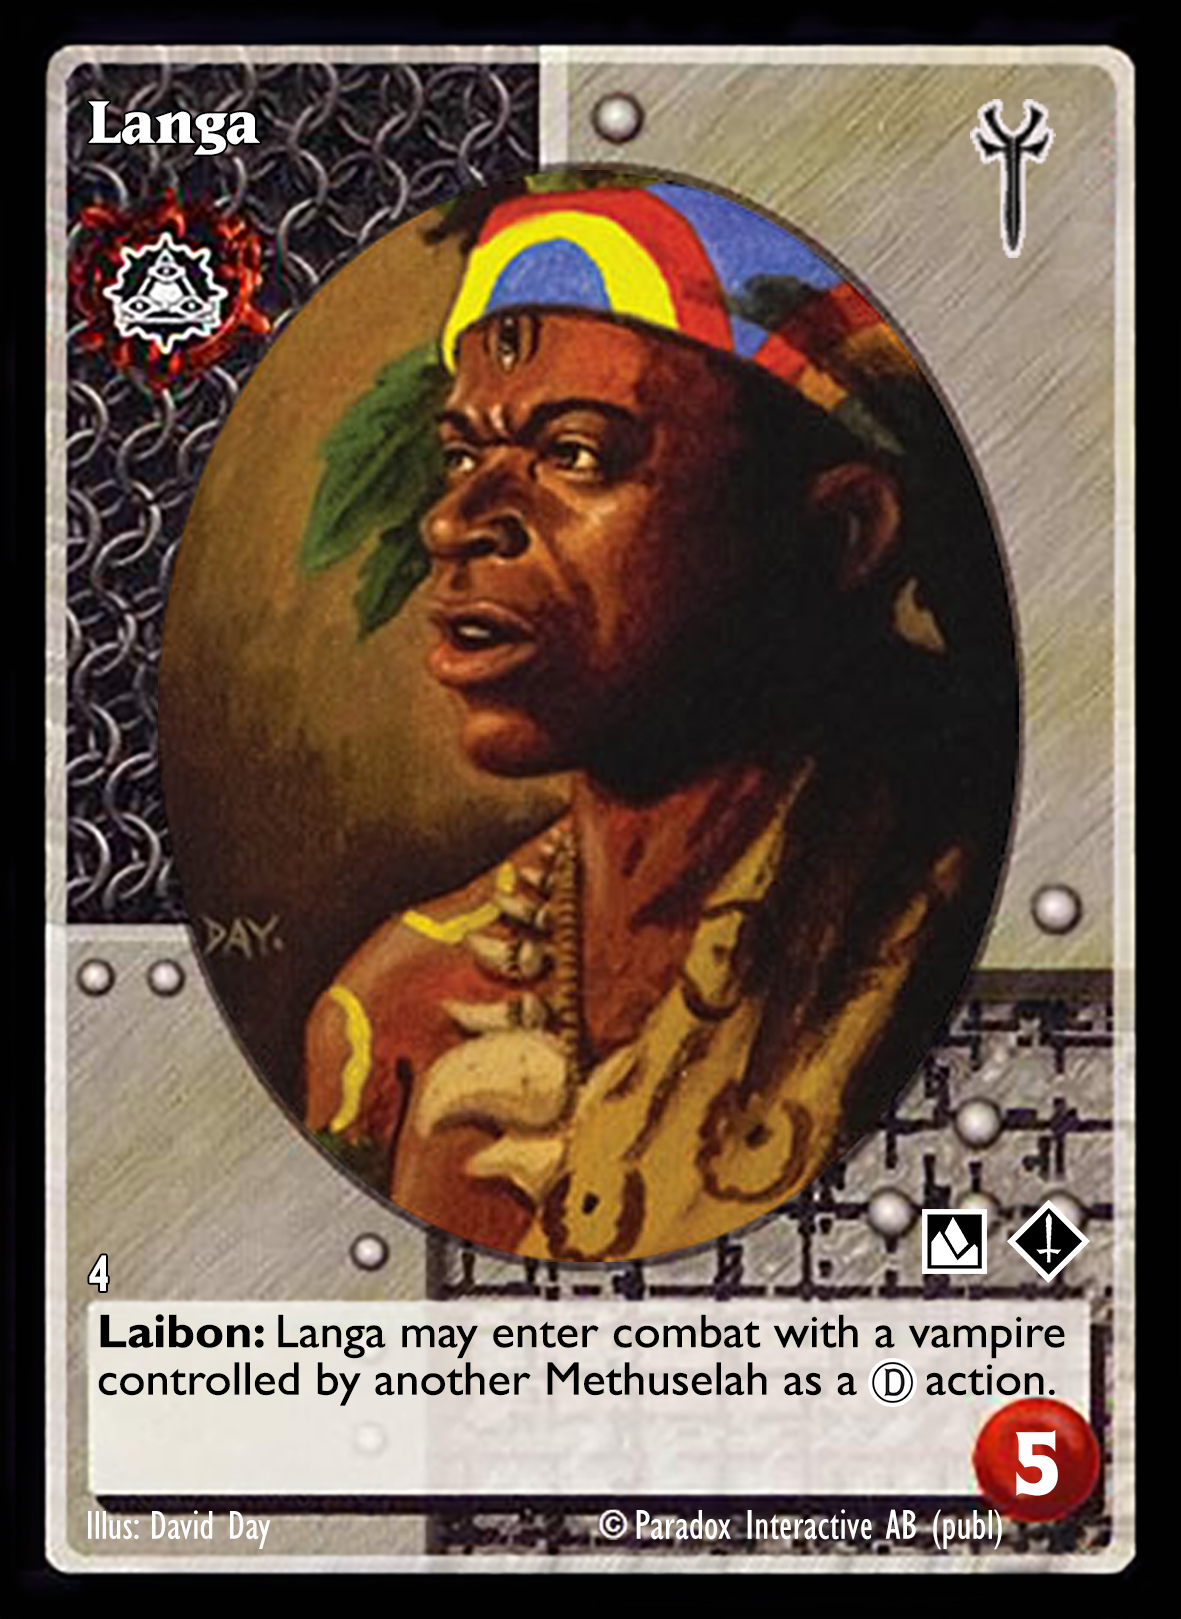 Langa
DAY.
4
Laibon: Langa may enter combat with a vampire
controlled by another Methuselah as a Ⓓ action.
5
Illus: David Day
© Paradox Interactive AB (publ)